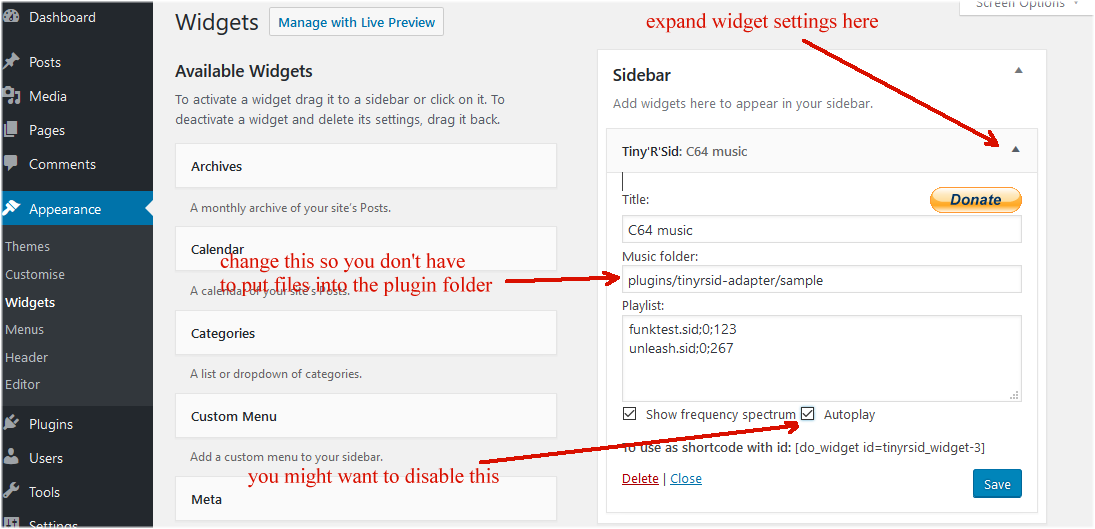 Dashboard
Posts
Media
Pages
Comments
Appearance
Themes
Customise
Widgets
Menus
Header
Editor
Plugins
Users
Tools
Settings
Widgets
Manage with Live Preview
Screen Options
expand widget settings here
Available Widgets
To activate a widget drag it to a sidebar or click on it. To
deactivate a widget and delete its settings, drag it back.
Archives
A monthly archive of your site's Posts.
Calendar
A calendar of your site's Posts.
change this so you don't have
to put files into the plugin folder
Categories
A list or dropdown of categories.
Custom Menu
Add a custom menu to your sidebar.
you might want to disable this
Meta
Sidebar
Add widgets here to appear in your sidebar.
Tiny'R'Sid: C64 music
Title:
Donate
C64 music
Music folder:
plugins/tinyrsid-adapter/sample
Playlist:
funktest.sid;0;123
unleash.sid;0;267
Show frequency spectrum Autoplay
To use as shortcode with id: [do_widget id=tinyrsid_widget-3]
Delete | Close
Save